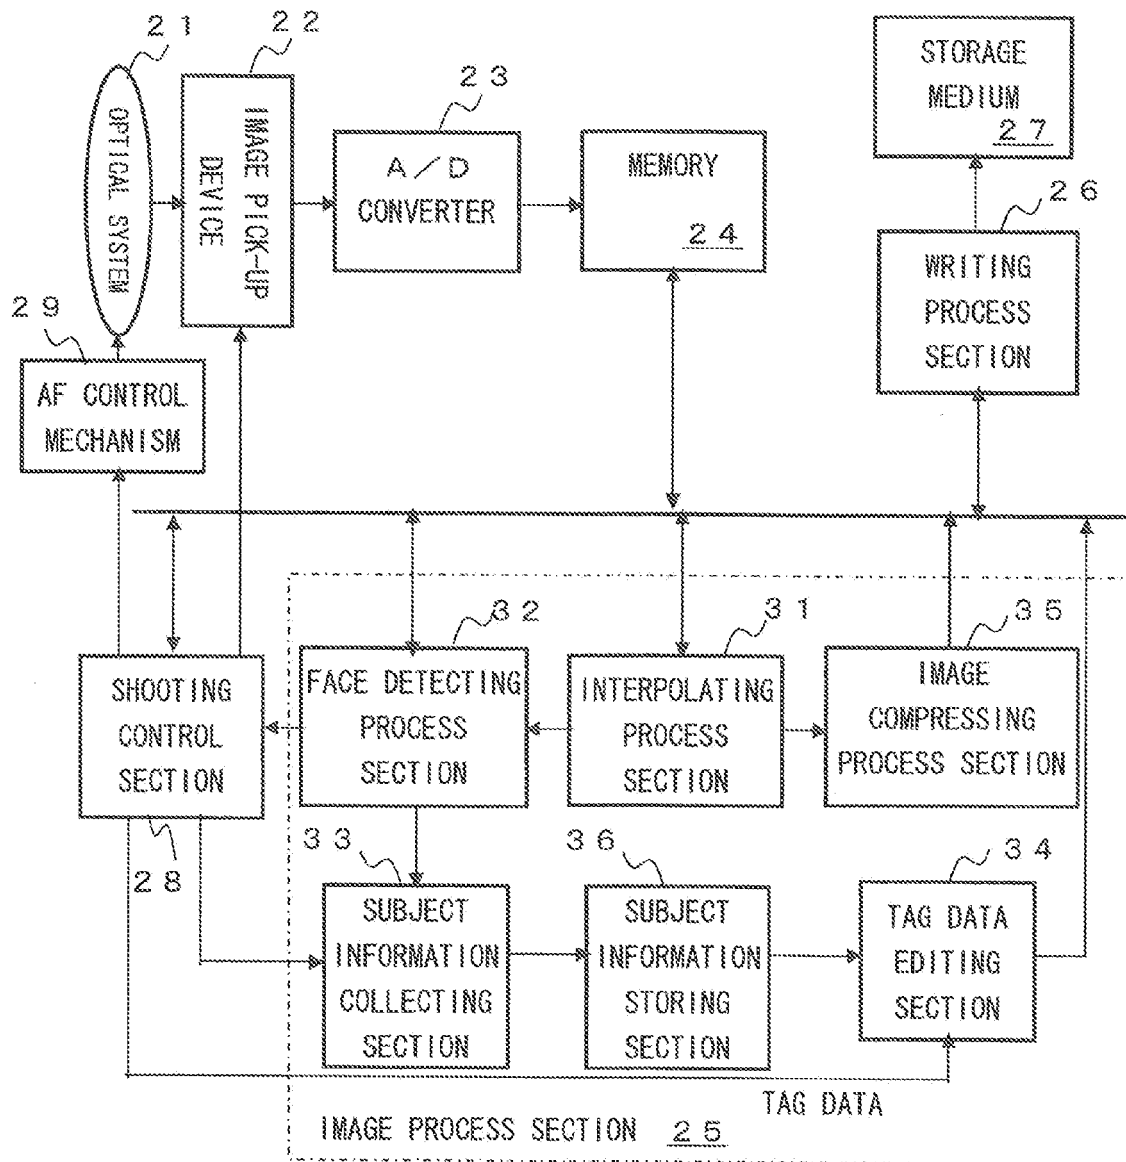 21
22
23
STORAGE
MEDIUM
27
OPTICAL SYSTEM
IMAGE PICK-UP
DEVICE
A/D
CONVERTER
MEMORY
24
26
WRITING
PROCESS
SECTION
29
AF CONTROL
MECHANISM
32
31
35
SHOOTING
CONTROL
SECTION
28
FACE DETECTING
PROCESS
SECTION
INTERPOLATING
PROCESS
SECTION
IMAGE
COMPRESSING
PROCESS SECTION
33
36
34
SUBJECT
INFORMATION
COLLECTING
SECTION
SUBJECT
INFORMATION
STORING
SECTION
TAG DATA
EDITING
SECTION
TAG DATA
IMAGE PROCESS SECTION 25